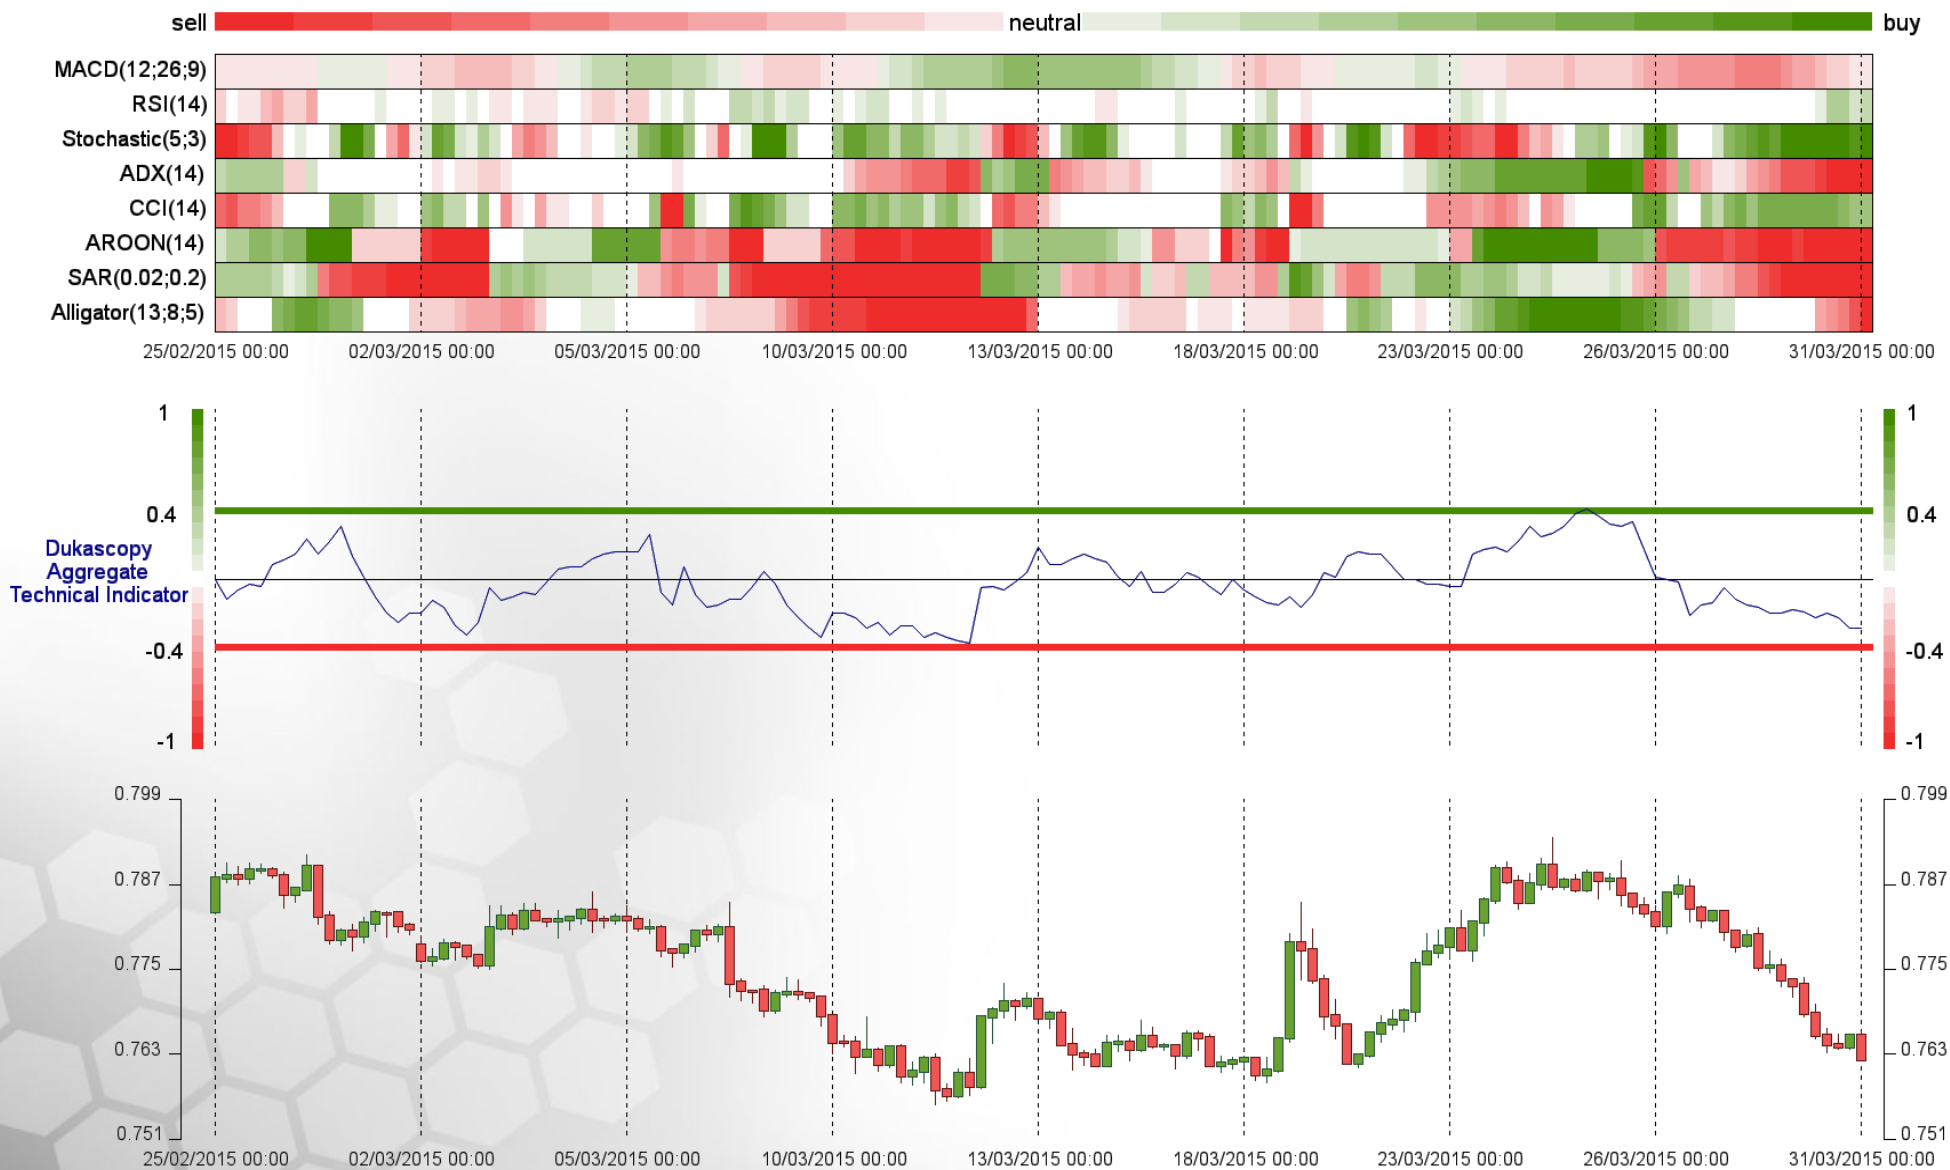 sell neutral buy
MACD(12;26;9)
RSI(14)
Stochastic(5;3)
ADX(14)
CCI(14)
AROON(14)
SAR(0.02;0.2)
Alligator(13;8;5)
25/02/2015 00:00 02/03/2015 00:00 05/03/2015 00:00 10/03/2015 00:00 13/03/2015 00:00 18/03/2015 00:00 23/03/2015 00:00 26/03/2015 00:00 31/03/2015 00:00
1 1
0.4 0.4
Dukascopy
Aggregate
Technical Indicator
-0.4 -0.4
-1 -1
0.799 0.799
0.787 0.787
0.775 0.775
0.763 0.763
0.751 0.751
25/02/2015 00:00 02/03/2015 00:00 05/03/2015 00:00 10/03/2015 00:00 13/03/2015 00:00 18/03/2015 00:00 23/03/2015 00:00 26/03/2015 00:00 31/03/2015 00:00